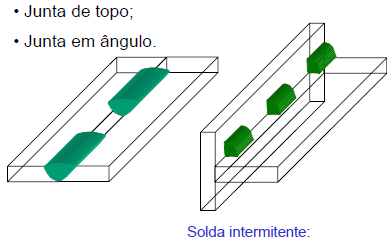 • Junta de topo;
• Junta em ângulo.
Solda intermitente: